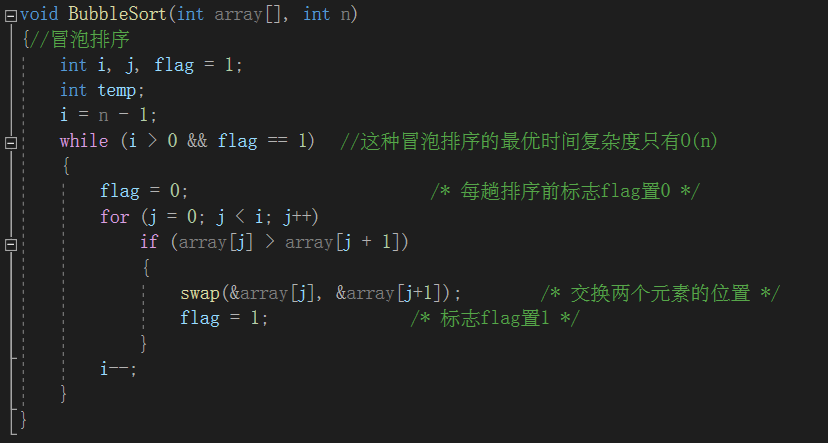 void BubbleSort(int array[], int n)
{//冒泡排序
    int i, j, flag = 1;
    int temp;
    i = n - 1;
    while (i > 0 && flag == 1)  //这种冒泡排序的最优时间复杂度只有O(n)
    {
        flag = 0;                        /* 每趟排序前标志flag置0 */
        for (j = 0; j < i; j++)
            if (array[j] > array[j + 1])
            {
                swap(&array[j], &array[j+1]);        /* 交换两个元素的位置 */
                flag = 1;              /* 标志flag置1 */
            }
        i--;
    }
}